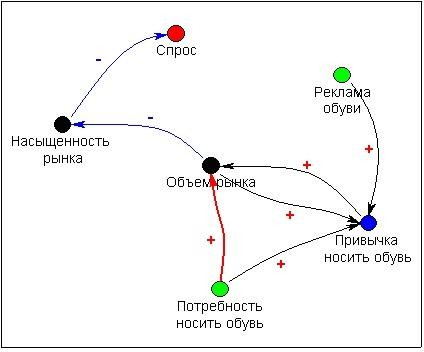 -
Спрос
-
Реклама
обуви
Насыщенность
рынка
+
+
Объем рынка
+
+
Привычка
носить обувь
+
Потребность
носить обувь